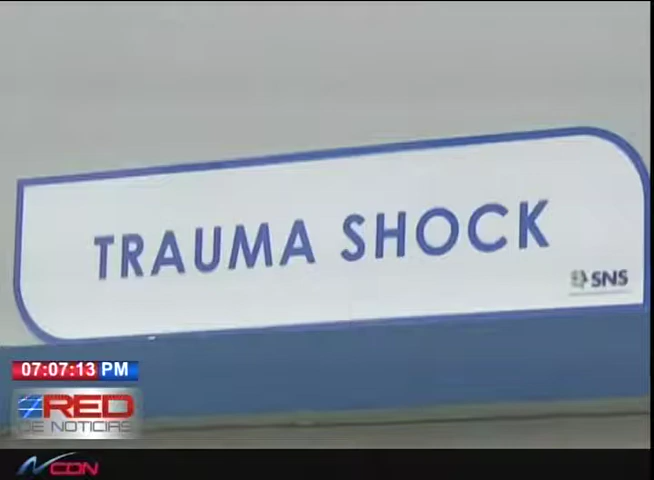 TRAUMA SHOCK
SNS
07:07:13 PM
RED
DE NOTICIAS
N CDN